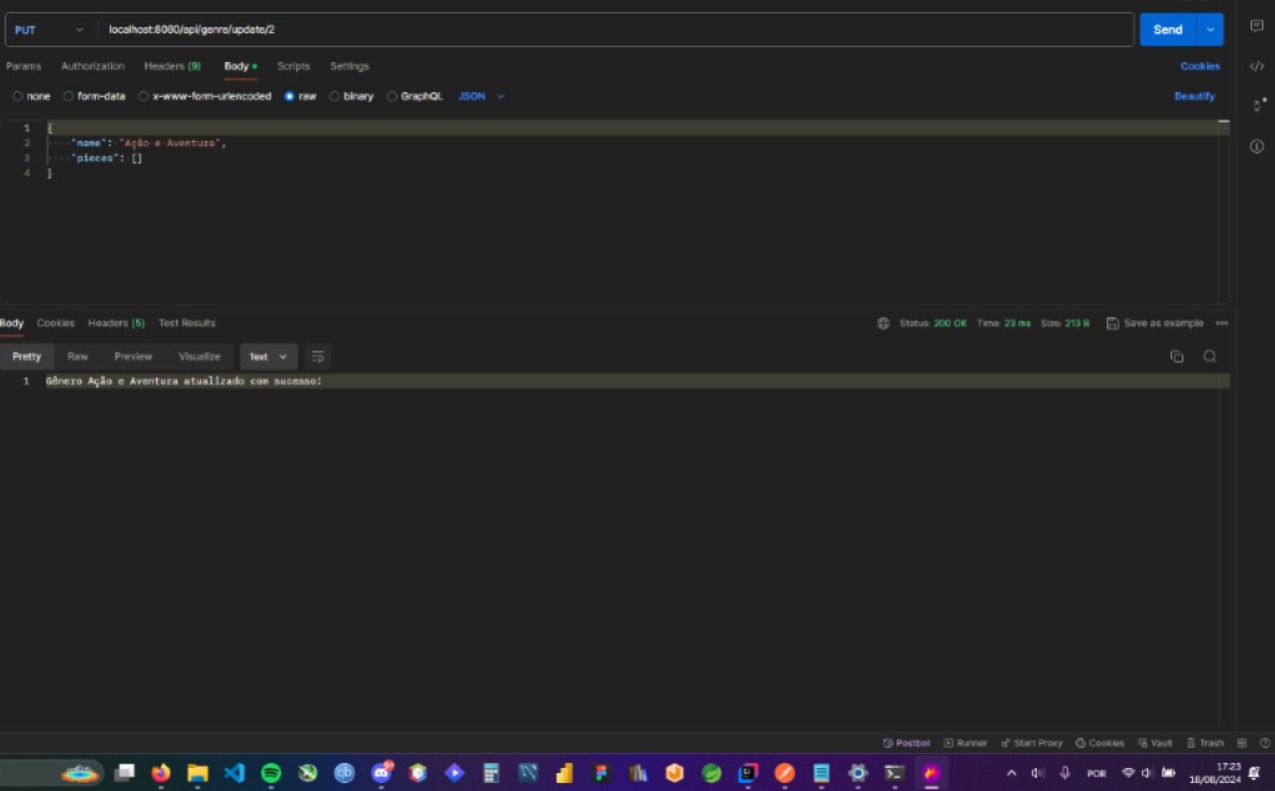 PUT localhost:8080/api/genre/update/2 Send
Params Authorization Headers (9) Body Scripts Settings Cookies
none form-data x-www-form-urlencoded raw binary GraphQL JSON Beautify
1 {
2 "name": "Ação e Aventura",
3 "pieces": []
4 }
Body Cookies Headers (5) Test Results Status: 200 OK Time: 23 ms Size: 213 B Save as example
Pretty Raw Preview Visualize Text
1 Gênero Ação e Aventura atualizado com sucesso!
Postbot Runner Start Proxy Cookies Vault Trash
POR 17:23
18/08/2024